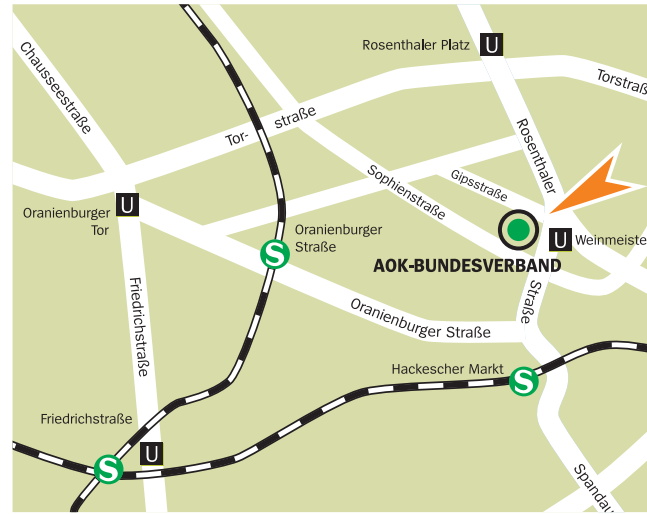 Chausseestraße
Rosenthaler Platz
U
Torstraß
Tor-
straße
Rosenthaler
Gipsstraße
Sophienstraße
Oranienburger
Tor
U
Oranienburger
Straße
S
U
Weinmeiste
AOK-BUNDESVERBAND
Straße
Friedrichstraße
Oranienburger Straße
Hackescher Markt
S
Friedrichstraße
U
S
Spandau